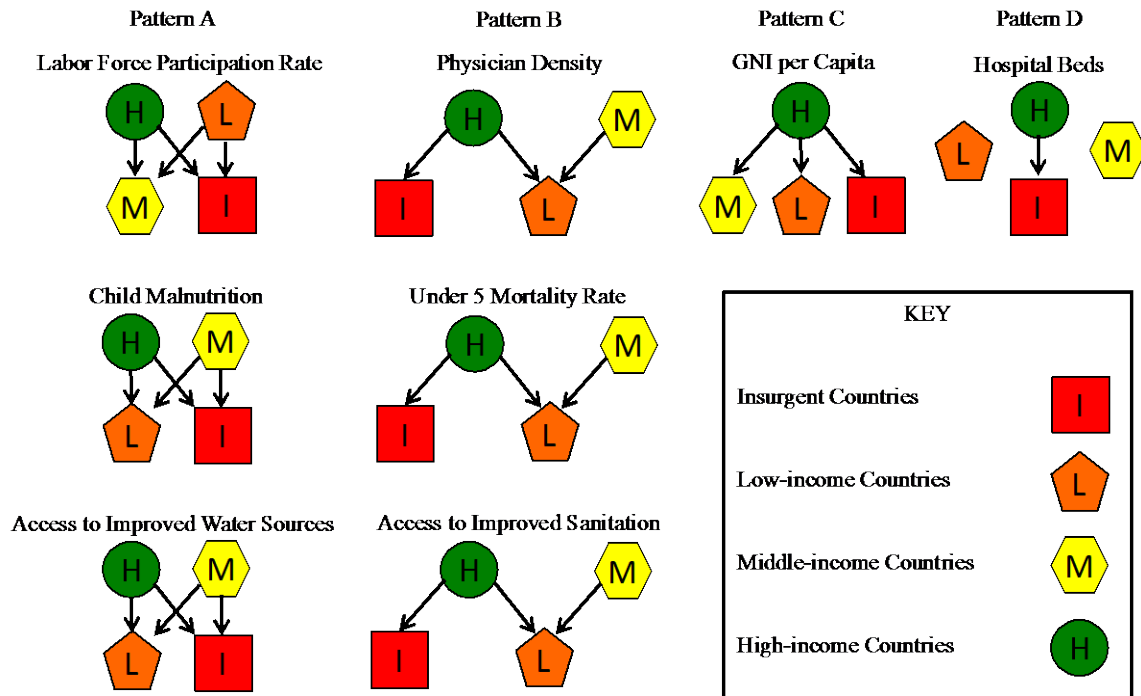 Pattern A
Pattern B
Pattern C
Pattern D
Labor Force Participation Rate
Physician Density
GNI per Capita
Hospital Beds
H
L
M
I
H
M
I
L
H
M
L
I
H
L
M
I
Child Malnutrition
Under 5 Mortality Rate
H
M
L
I
H
M
I
L
Access to Improved Water Sources
Access to Improved Sanitation
H
M
L
I
H
M
I
L
KEY
Insurgent Countries
I
Low-income Countries
L
Middle-income Countries
M
High-income Countries
H